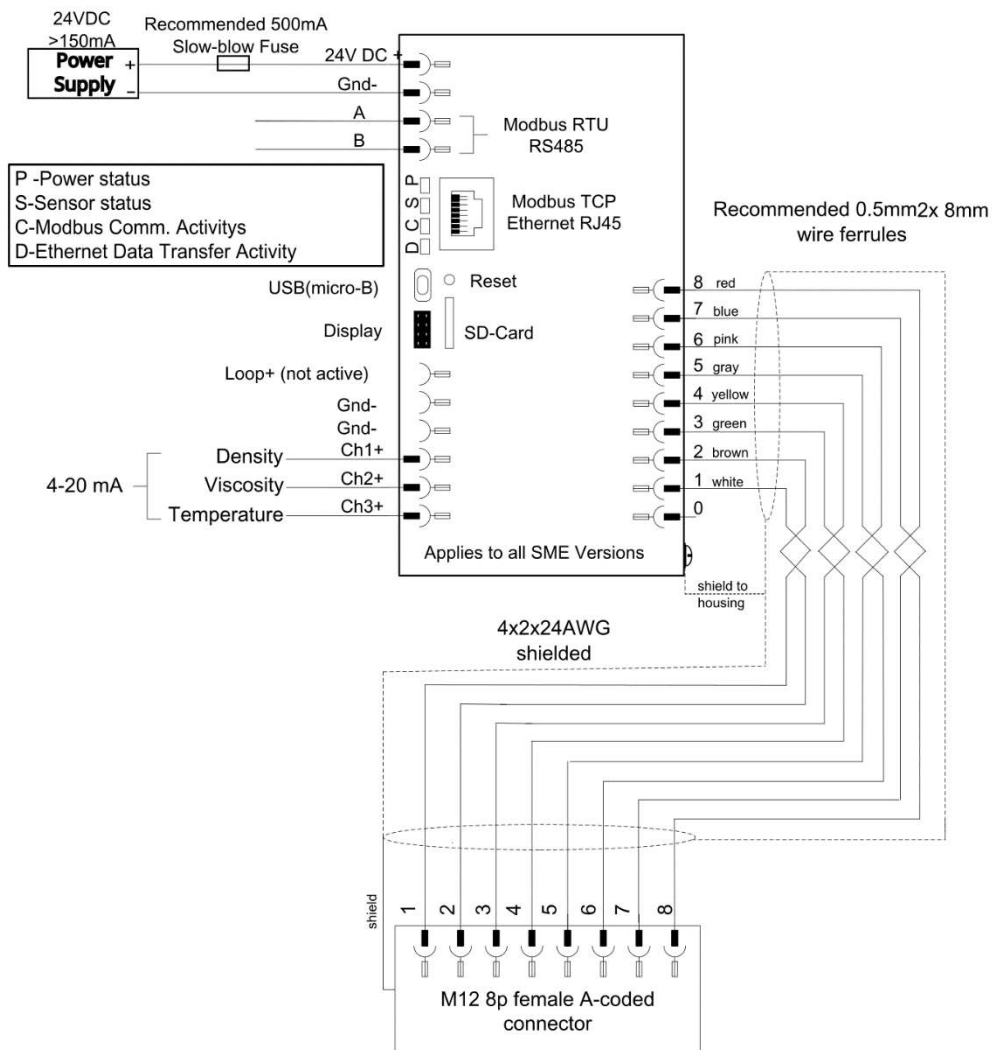 24VDC
>150mA
Power
Supply
+
-
Recommended 500mA
Slow-blow Fuse
24V DC +
Gnd-
A
B
Modbus RTU
RS485
P -Power status
S-Sensor status
C-Modbus Comm. Activitys
D-Ethernet Data Transfer Activity
P
S
C
D
Modbus TCP
Ethernet RJ45
Recommended 0.5mm2x 8mm
wire ferrules
USB(micro-B)
Reset
Display
SD-Card
Loop+ (not active)
Gnd-
Gnd-
4-20 mA
Density
Ch1+
Viscosity
Ch2+
Temperature
Ch3+
8 red
7 blue
6 pink
5 gray
4 yellow
3 green
2 brown
1 white
0
Applies to all SME Versions
shield to
housing
4x2x24AWG
shielded
shield
1
2
3
4
5
6
7
8
M12 8p female A-coded
connector